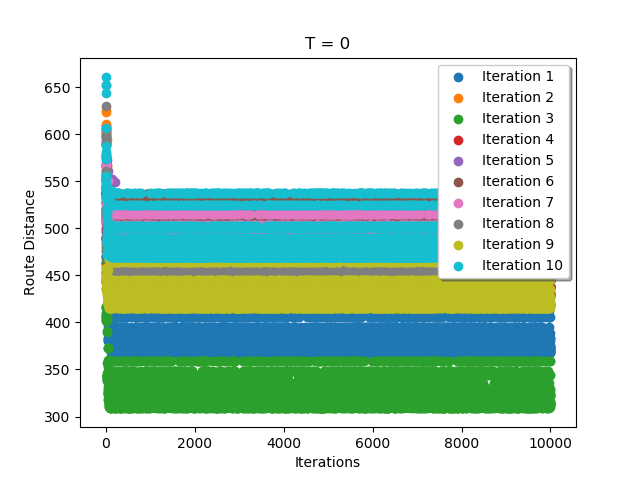 T = 0
Route Distance
650
600
550
500
450
400
350
300
0
2000
4000
6000
8000
10000
Iterations
Iteration 1
Iteration 2
Iteration 3
Iteration 4
Iteration 5
Iteration 6
Iteration 7
Iteration 8
Iteration 9
Iteration 10